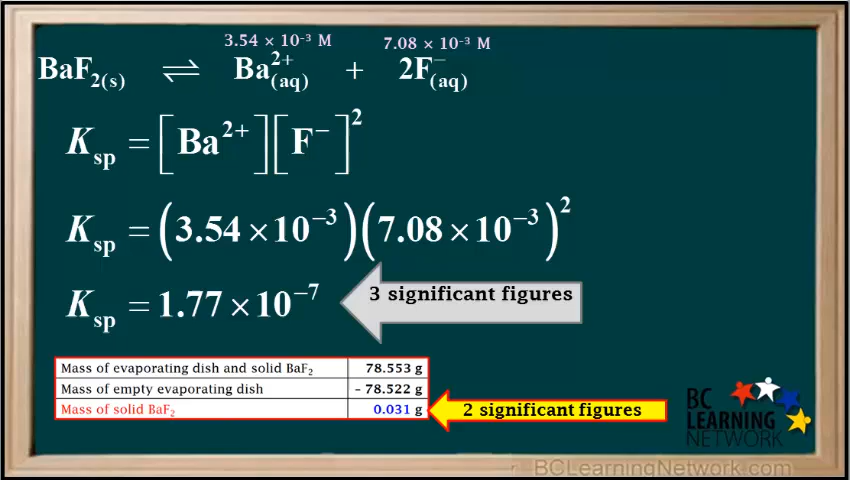 3.54 × 10⁻³ M 7.08 × 10⁻³ M
BaF₂₍ₛ₎ ⇌ Ba²⁺(aq) + 2F⁻(aq)
Kₛₚ = [Ba²⁺][F⁻]²
Kₛₚ = (3.54 × 10⁻³)(7.08 × 10⁻³)²
Kₛₚ = 1.77 × 10⁻⁷ 3 significant figures
Mass of evaporating dish and solid BaF₂ 78.553 g
Mass of empty evaporating dish – 78.522 g
Mass of solid BaF₂ 0.031 g 2 significant figures
BC
LEARNING
NETWORK
BCLearningNetwork.com